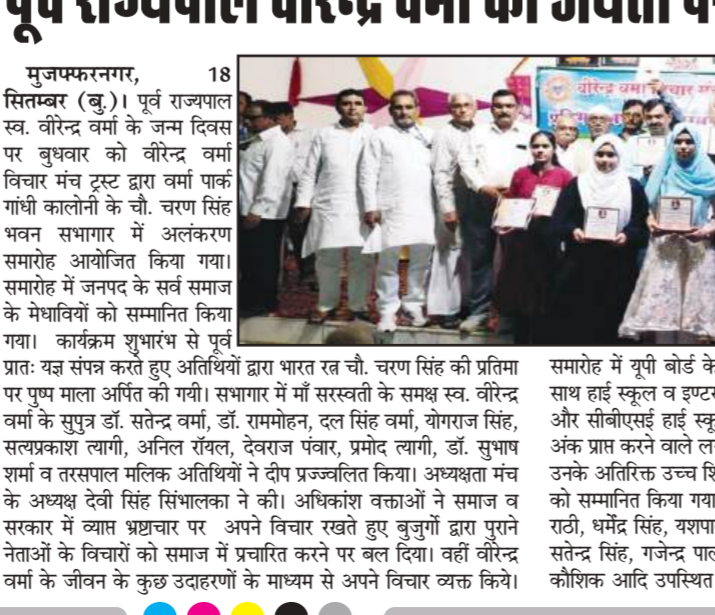 पूर्व राज्यपाल वीरेन्द्र वर्मा की जयंती
मुजफ्फरनगर, 18
सितम्बर (बु.)। पूर्व राज्यपाल
स्व. वीरेन्द्र वर्मा के जन्म दिवस
पर बुधवार को वीरेन्द्र वर्मा
विचार मंच ट्रस्ट द्वारा वर्मा पार्क
गांधी कालोनी के चौ. चरण सिंह
भवन सभागार में अलंकरण
समारोह आयोजित किया गया।
समारोह में जनपद के सर्व समाज
के मेधावियों को सम्मानित किया
गया। कार्यक्रम शुभारंभ से पूर्व
प्रातः यज्ञ संपन्न करते हुए अतिथियों द्वारा भारत रत्न चौ. चरण सिंह की प्रतिमा
पर पुष्प माला अर्पित की गयी। सभागार में माँ सरस्वती के समक्ष स्व. वीरेन्द्र
वर्मा के सुपुत्र डॉ. सतेन्द्र वर्मा, डॉ. राममोहन, दल सिंह वर्मा, योगराज सिंह,
सत्यप्रकाश त्यागी, अनिल रॉयल, देवराज पंवार, प्रमोद त्यागी, डॉ. सुभाष
शर्मा व तरसपाल मलिक अतिथियों ने दीप प्रज्ज्वलित किया। अध्यक्षता मंच
के अध्यक्ष देवी सिंह सिंभालका ने की। अधिकांश वक्ताओं ने समाज व
सरकार में व्याप्त भ्रष्टाचार पर अपने विचार रखते हुए बुजुर्गो द्वारा पुराने
नेताओं के विचारों को समाज में प्रचारित करने पर बल दिया। वहीं वीरेन्द्र
वर्मा के जीवन के कुछ उदाहरणों के माध्यम से अपने विचार व्यक्त किये।
वीरेन्द्र वर्मा विचार
समारोह में यूपी बोर्ड के
साथ हाई स्कूल व इण्टर
और सीबीएसई हाई स्कू
अंक प्राप्त करने वाले
उनके अतिरिक्त उच्च शि
को सम्मानित किया गया
राठी, धर्मेंद्र सिंह, यशपा
सतेन्द्र सिंह, गजेन्द्र पाल
कौशिक आदि उपस्थित